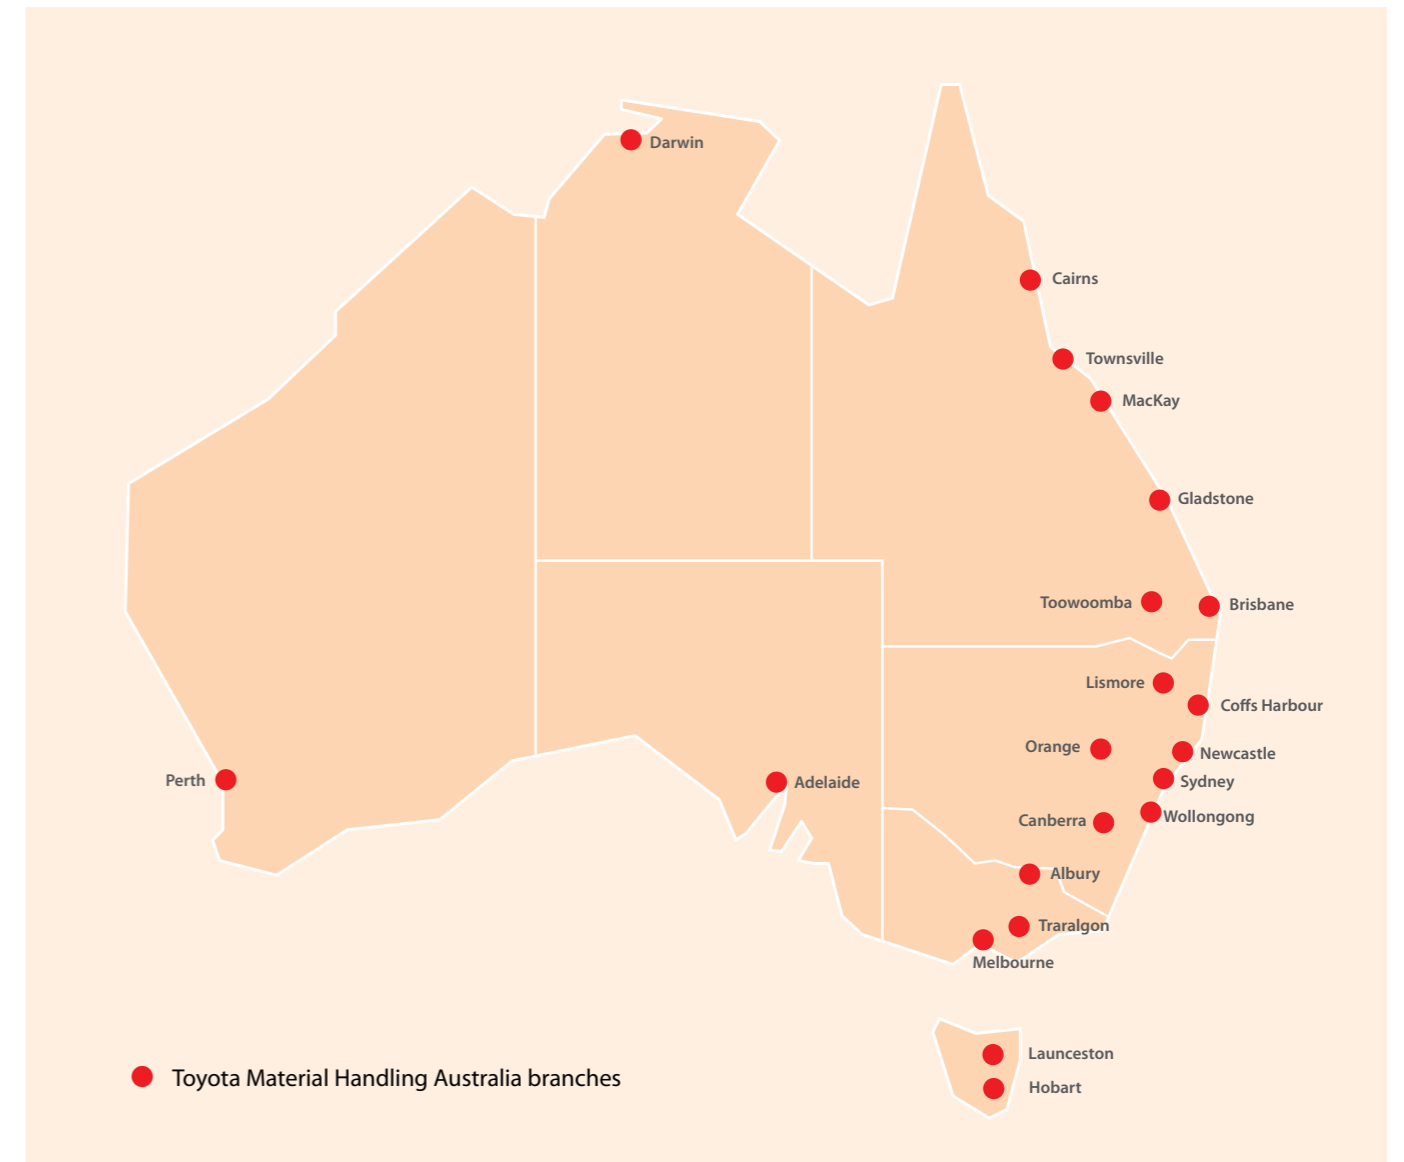 Darwin
Cairns
Townsville
MacKay
Gladstone
Toowoomba
Brisbane
Lismore
Coffs Harbour
Orange
Newcastle
Perth
Adelaide
Sydney
Canberra
Wollongong
Albury
Traralgon
Melbourne
Launceston
Toyota Material Handling Australia branches
Hobart